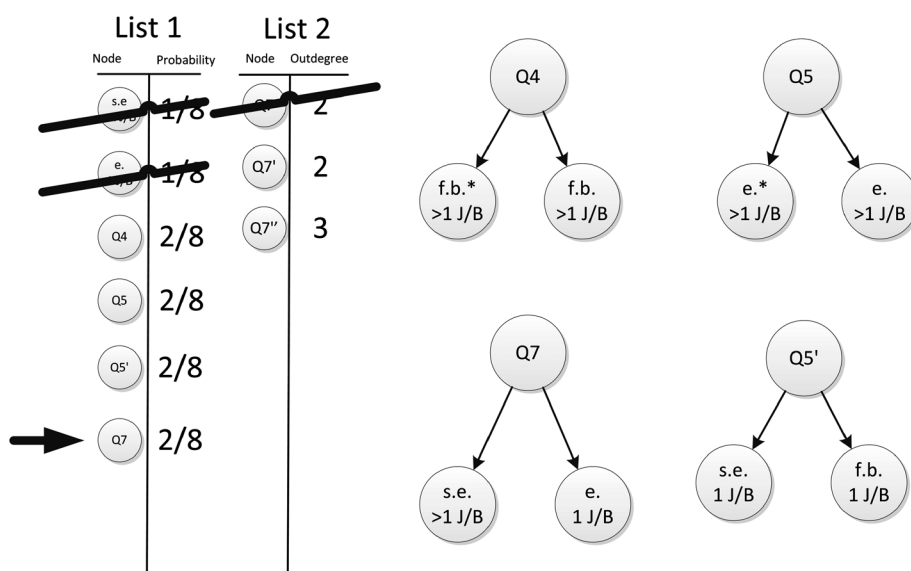 List 1
Node Probability
s.e 1/8
e. 1/8
Q4 2/8
Q5 2/8
Q5' 2/8
Q7 2/8
List 2
Node Outdegree
2
Q7' 2
Q7'' 3
Q4
f.b.*
>1 J/B
f.b.
>1 J/B
Q5
e.*
>1 J/B
e.
>1 J/B
Q7
s.e.
>1 J/B
e.
1 J/B
Q5'
s.e.
1 J/B
f.b.
1 J/B